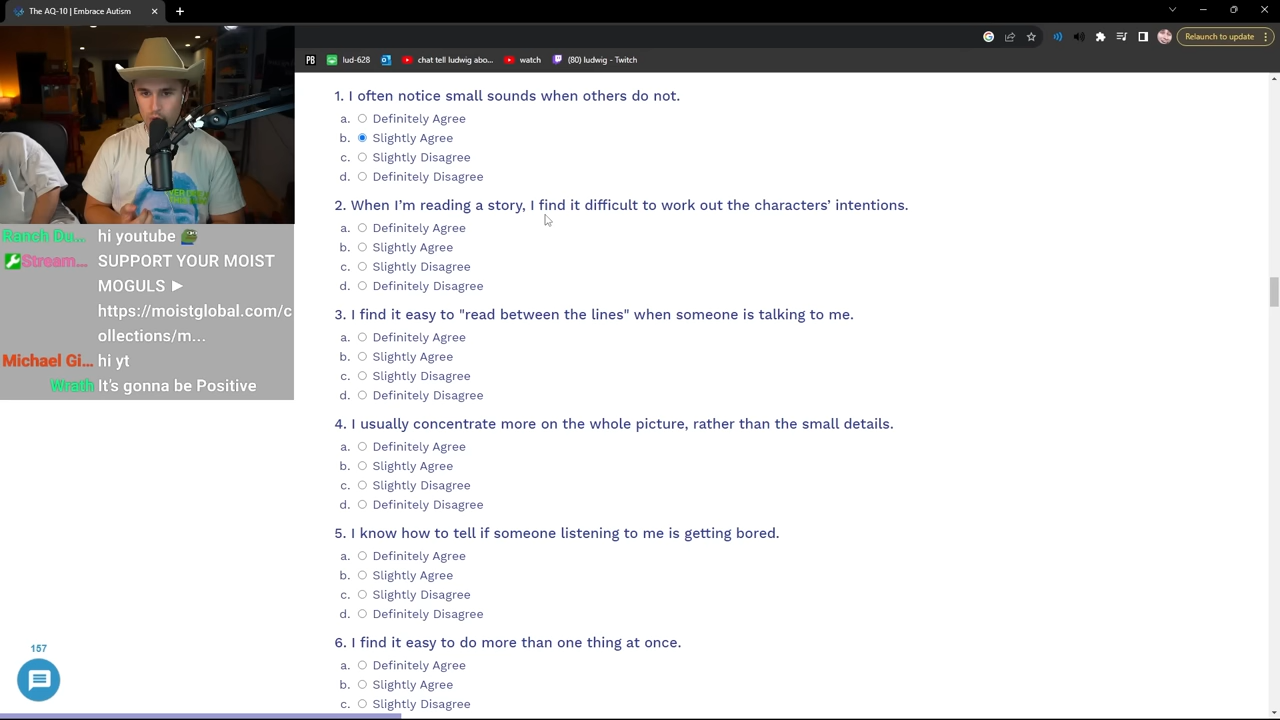 The AQ-10 | Embrace Autism
Relaunch to update
lud-628
chat tell ludwig abo...
watch
(80) ludwig - Twitch
1. I often notice small sounds when others do not.
a. Definitely Agree
b. Slightly Agree
c. Slightly Disagree
d. Definitely Disagree
2. When I’m reading a story, I find it difficult to work out the characters’ intentions.
a. Definitely Agree
b. Slightly Agree
c. Slightly Disagree
d. Definitely Disagree
3. I find it easy to "read between the lines" when someone is talking to me.
a. Definitely Agree
b. Slightly Agree
c. Slightly Disagree
d. Definitely Disagree
4. I usually concentrate more on the whole picture, rather than the small details.
a. Definitely Agree
b. Slightly Agree
c. Slightly Disagree
d. Definitely Disagree
5. I know how to tell if someone listening to me is getting bored.
a. Definitely Agree
b. Slightly Agree
c. Slightly Disagree
d. Definitely Disagree
6. I find it easy to do more than one thing at once.
a. Definitely Agree
b. Slightly Agree
c. Slightly Disagree
Ranch Du... hi youtube
Stream... SUPPORT YOUR MOIST
MOGULS ►
https://moistglobal.com/c
ollections/m...
Michael Gi... hi yt
Wrath It's gonna be Positive
157